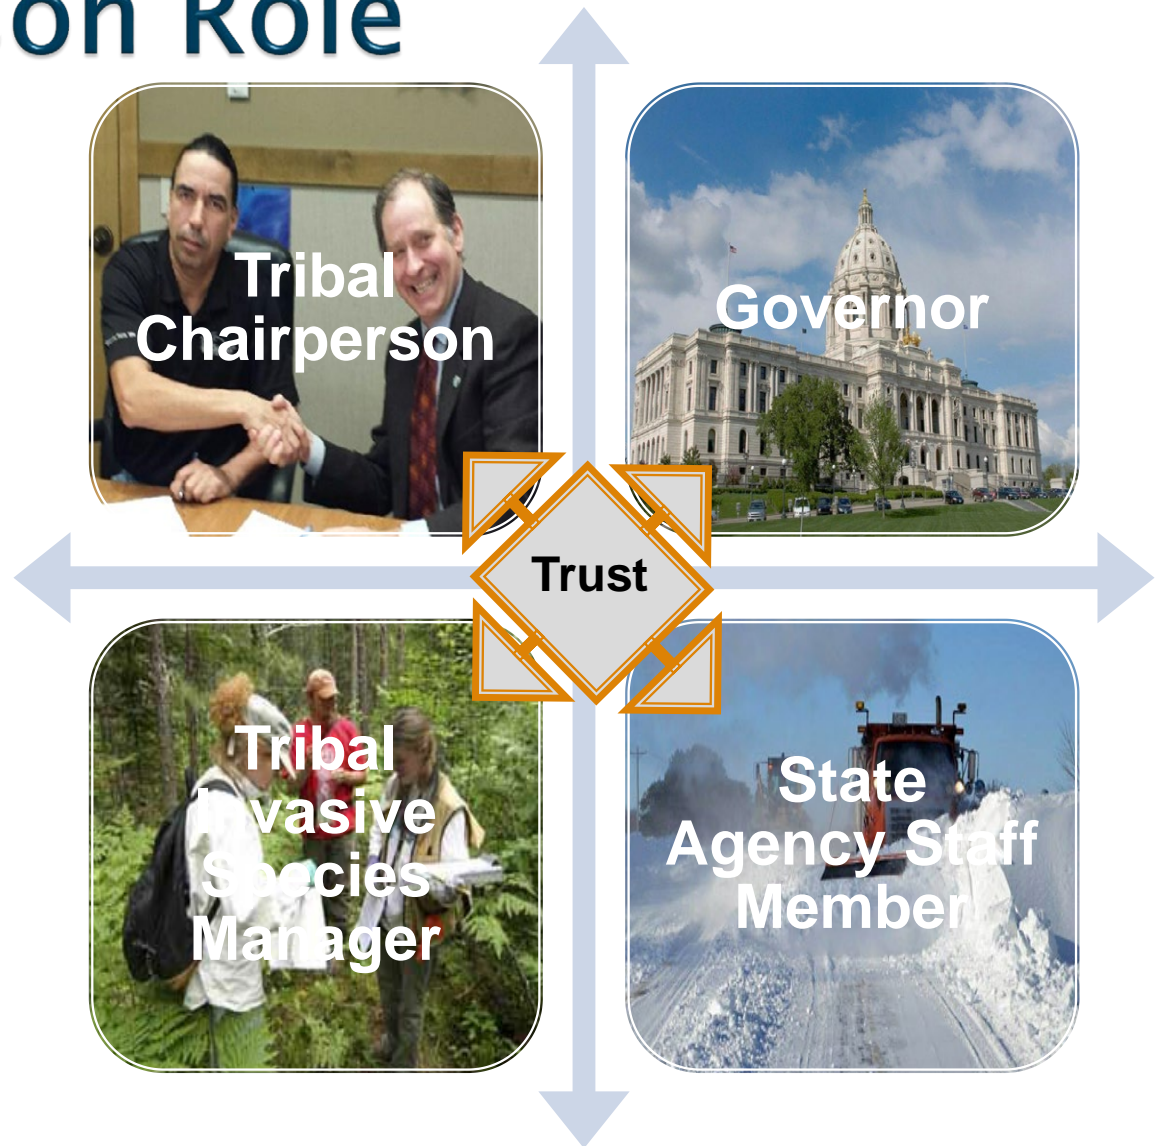 on Role
Tribal
Chairperson
Governor
Trust
Tribal
Invasive
Species
Manager
State
Agency Staff
Member